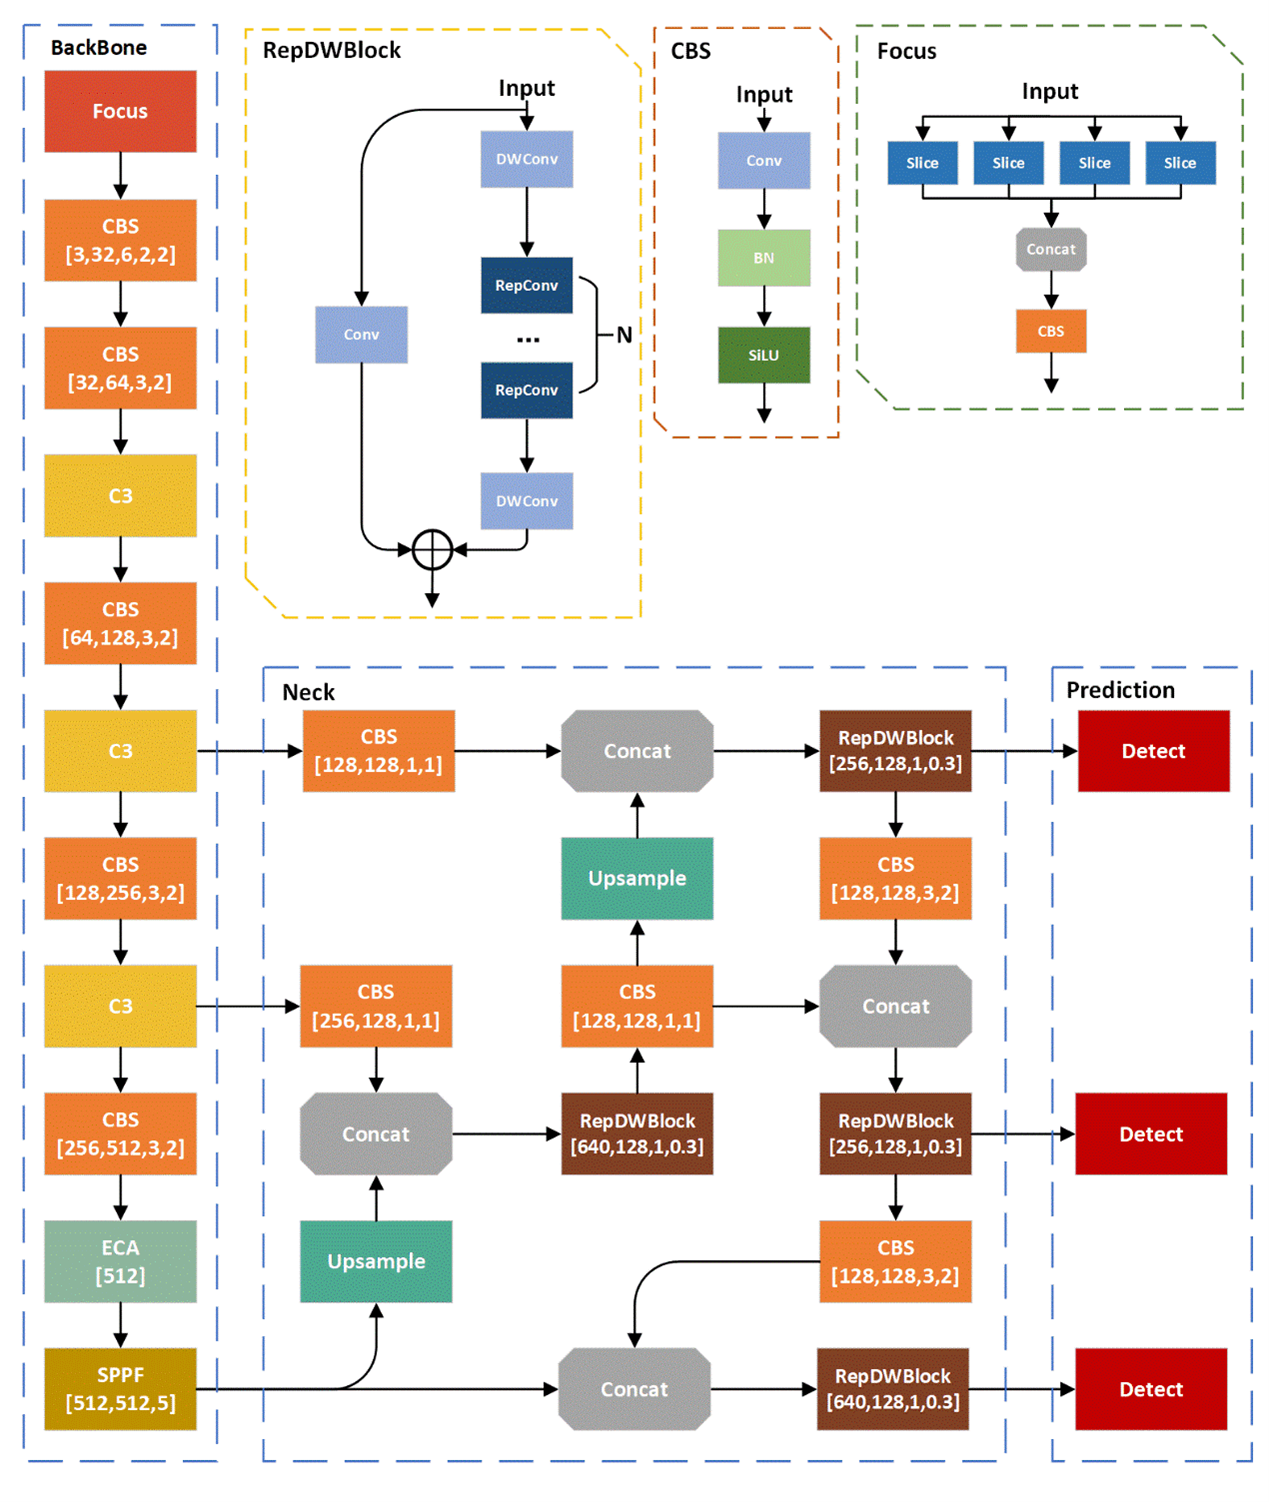 BackBone
Focus
CBS
[3,32,6,2,2]
CBS
[32,64,3,2]
C3
CBS
[64,128,3,2]
C3
CBS
[128,256,3,2]
C3
CBS
[256,512,3,2]
ECA
[512]
SPPF
[512,512,5]
RepDWBlock
Input
DWConv
RepConv
Conv
...
N
RepConv
DWConv
CBS
Input
Conv
BN
SiLU
Focus
Input
Slice
Slice
Slice
Slice
Concat
CBS
Neck
CBS
[128,128,1,1]
Concat
RepDWBlock
[256,128,1,0.3]
Upsample
CBS
[128,128,3,2]
CBS
[256,128,1,1]
CBS
[128,128,1,1]
Concat
Concat
RepDWBlock
[640,128,1,0.3]
RepDWBlock
[256,128,1,0.3]
Upsample
CBS
[128,128,3,2]
Concat
RepDWBlock
[640,128,1,0.3]
Prediction
Detect
Detect
Detect